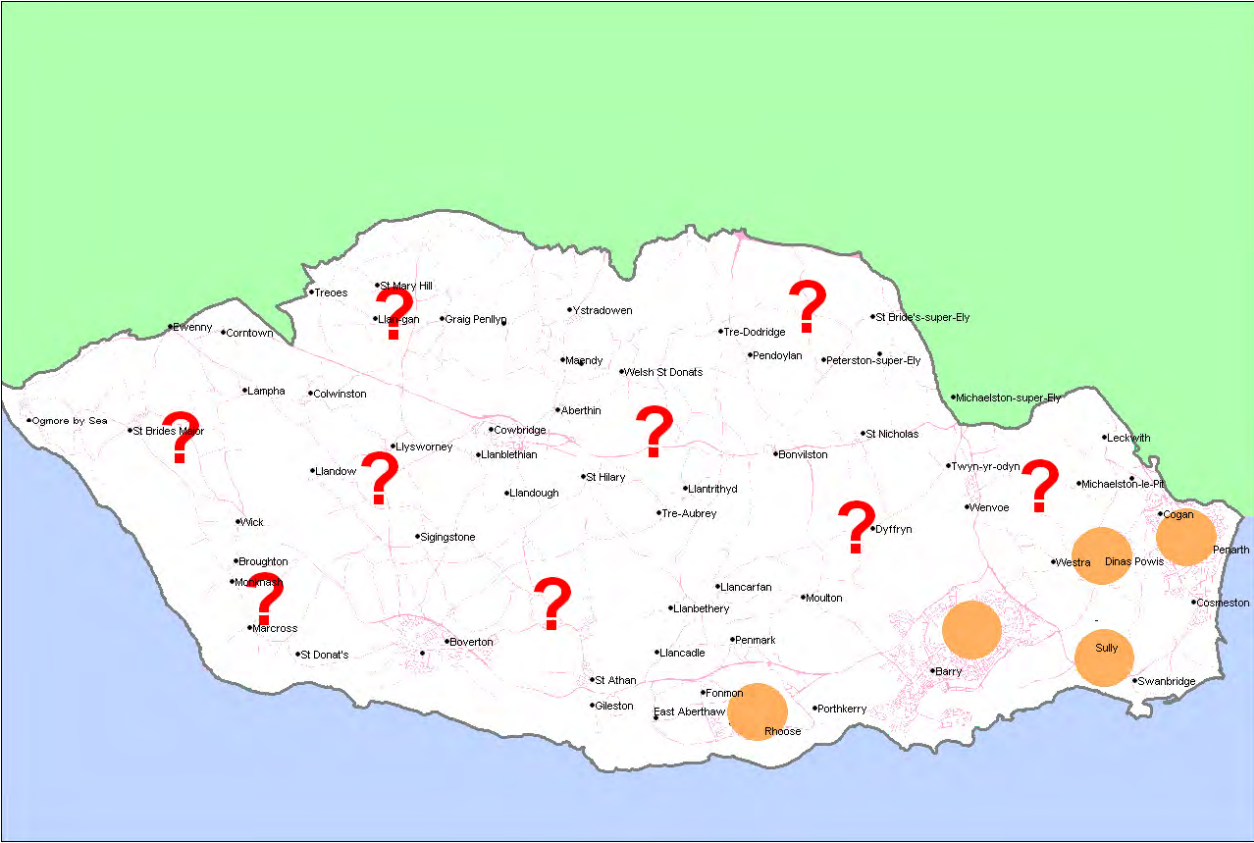 St Mary Hill
Treoes
?
?
Ystradowen
St Bride's-super-Ely
Llan-gan
Graig Penllyn
Ewenny
Corntown
Tre-Dodridge
Pendoylan
Peterston-super-Ely
Maendy
Welsh St Donats
Lampha
Colwinston
Michaelston-super-Ely
Aberthin
Ogmore by Sea
St Brides Major
?
?
Cowbridge
St Nicholas
Leckwith
Llysworney
Llanblethian
Bonvilston
Llandow
?
Twyn-yr-odyn
St Hilary
Michaelston-le-Pit
?
Llandough
Llantrithyd
Wenvoe
Tre-Aubrey
Cogan
Wick
?
Dyffryn
Sigingstone
Penarth
Broughton
Westra
Dinas Powis
Monknash
?
Llancarfan
Moulton
?
Cosmeston
Llanbethery
Marcross
Boverton
Penmark
Sully
St Donat's
Llancadle
Barry
St Athan
Swanbridge
Fonmon
Gileston
East Aberthaw
Porthkerry
Rhoose